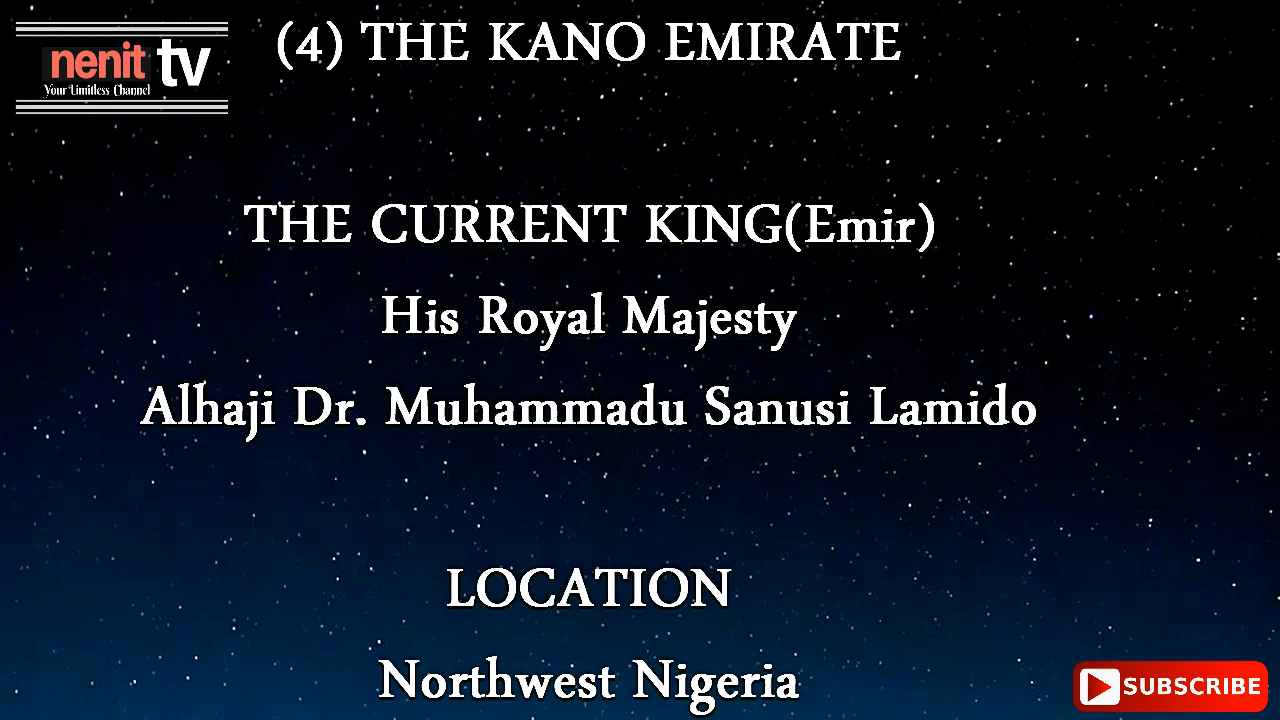 nenit tv
Your Limitless Channel
(4) THE KANO EMIRATE
THE CURRENT KING(Emir)
His Royal Majesty
Alhaji Dr. Muhammadu Sanusi Lamido
LOCATION
Northwest Nigeria
SUBSCRIBE